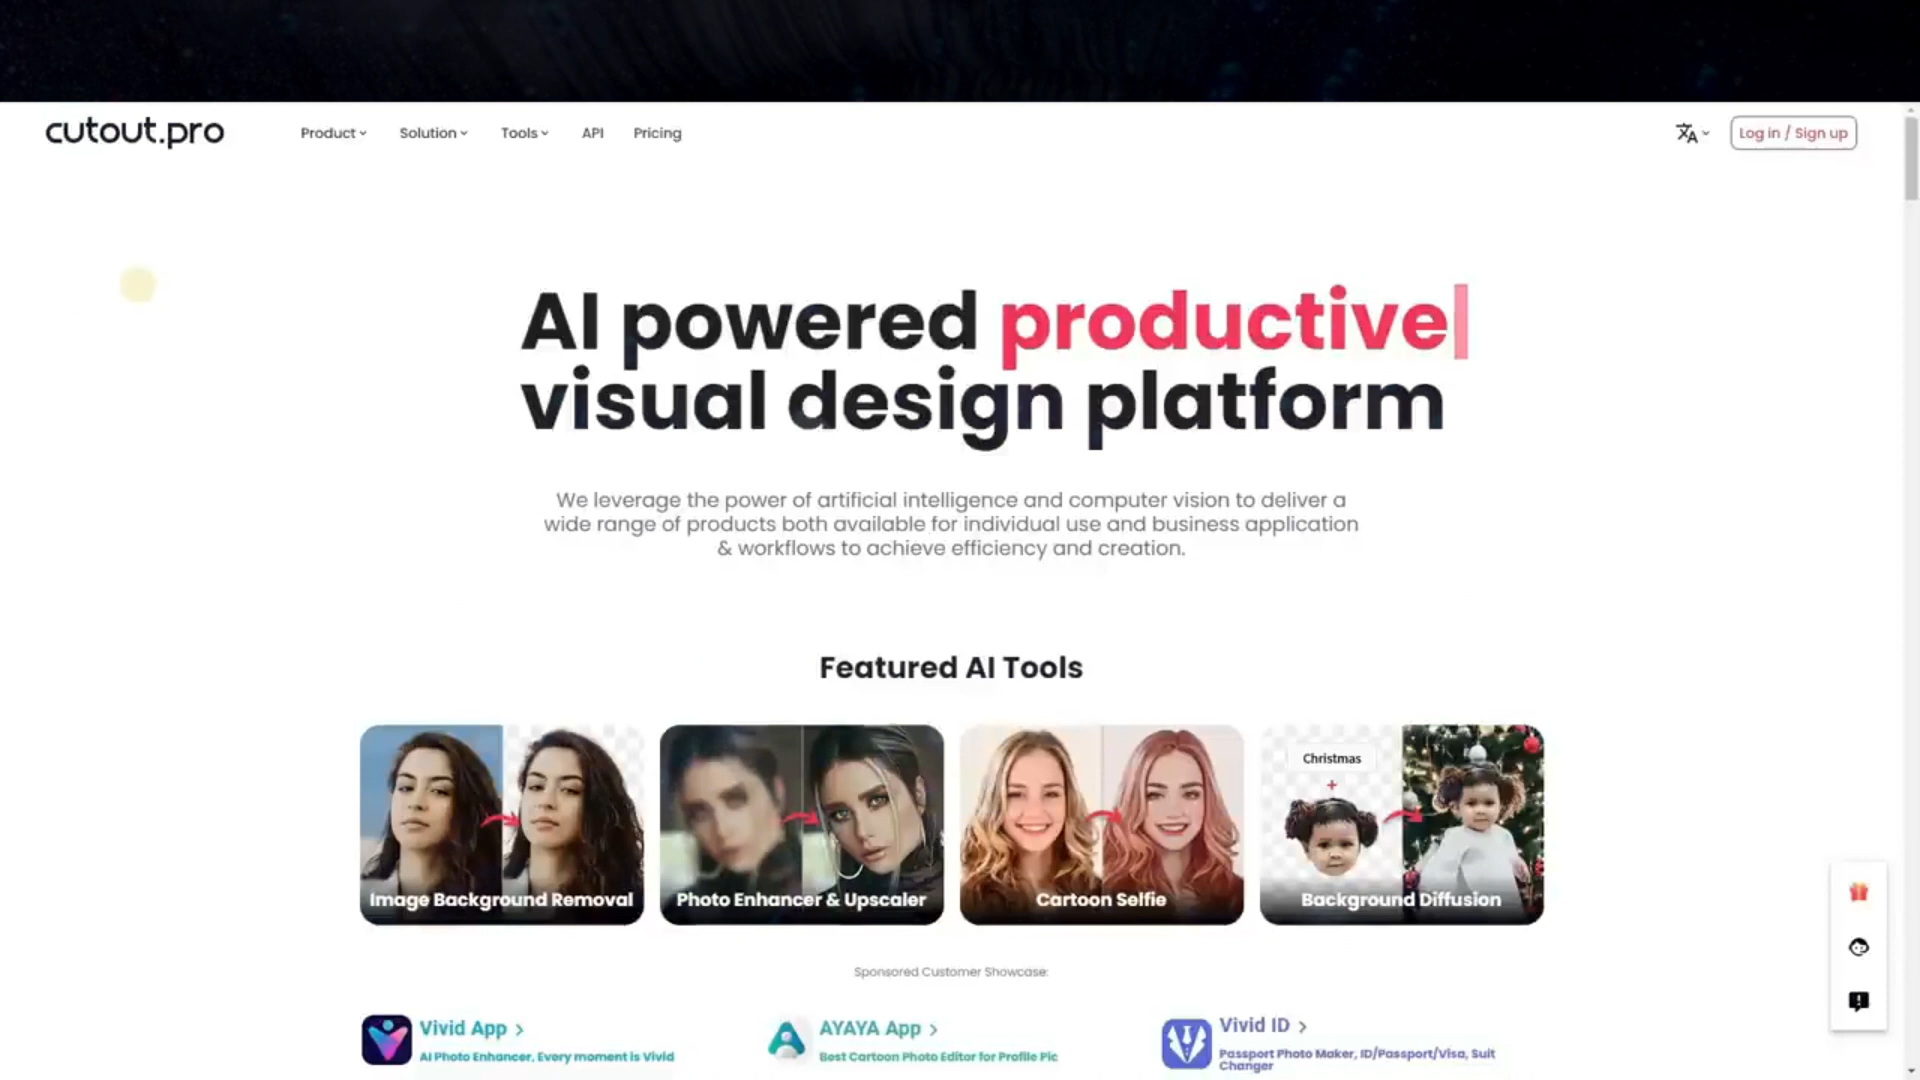 cutout.pro
Product
Solution
Tools
API
Pricing
Log in / Sign up
AI powered productive
visual design platform
We leverage the power of artificial intelligence and computer vision to deliver a
wide range of products both available for individual use and business application
& workflows to achieve efficiency and creation.
Featured AI Tools
Christmas
+
Image Background Removal
Photo Enhancer & Upscaler
Cartoon Selfie
Background Diffusion
Sponsored Customer Showcase:
Vivid App >
AI Photo Enhancer, Every moment is Vivid
AYAYA App >
Best Cartoon Photo Editor for Profile Pic
Vivid ID >
Passport Photo Maker, ID/Passport/Visa, Suit
Changer